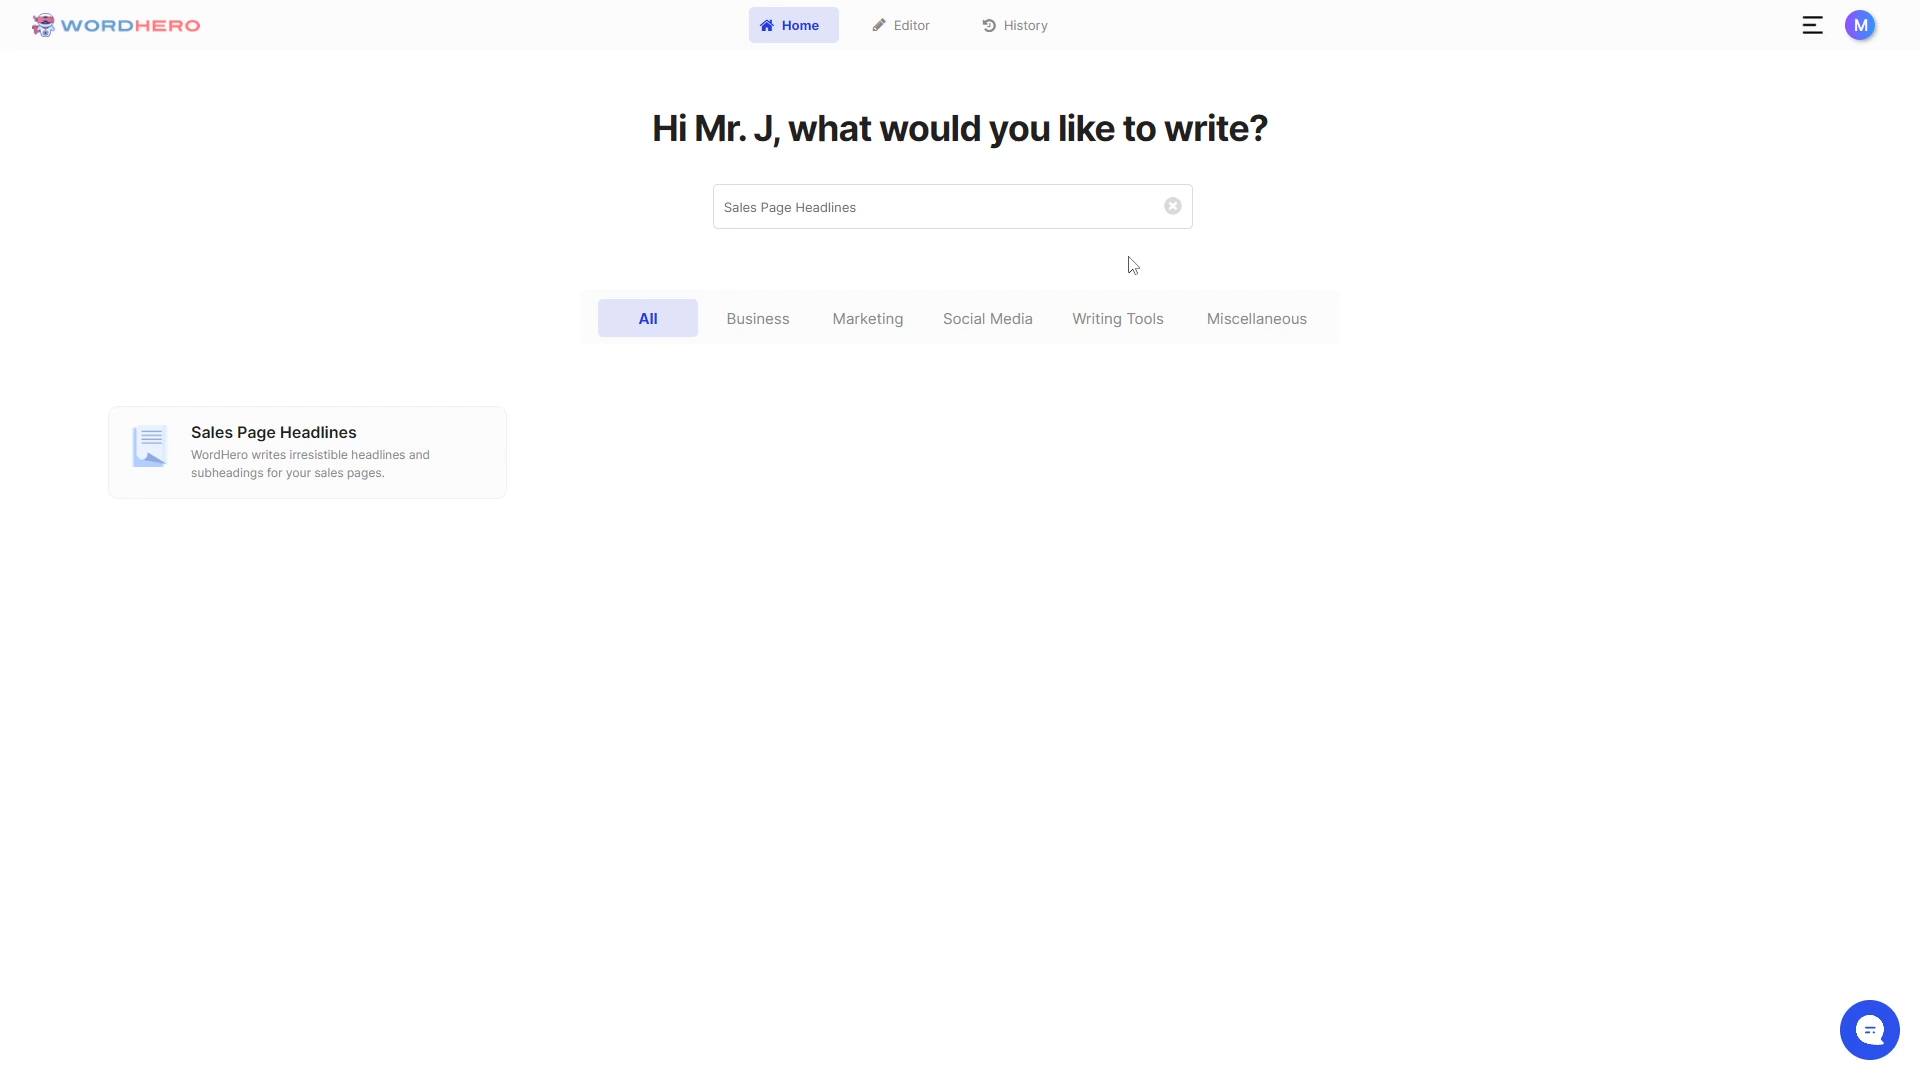 WORDHERO
Home
Editor
History
M
Hi Mr. J, what would you like to write?
Sales Page Headlines
All
Business
Marketing
Social Media
Writing Tools
Miscellaneous
Sales Page Headlines
WordHero writes irresistible headlines and
subheadings for your sales pages.